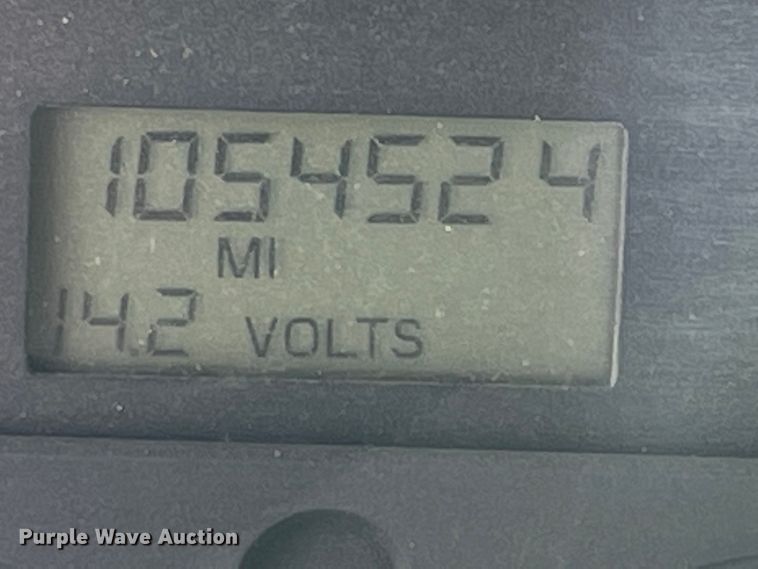 1054524
MI
14.2 VOLTS
Purple Wave Auction